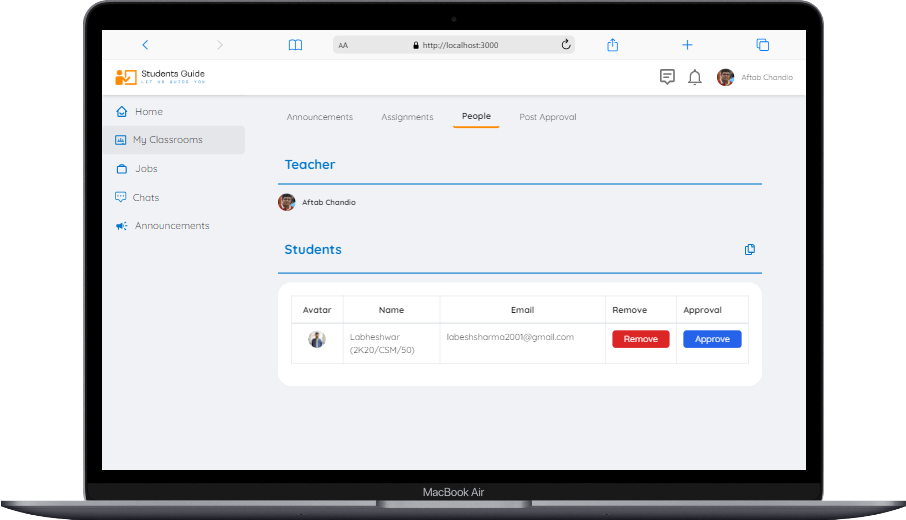 AA
http://localhost:3000
Students Guide
LET US GUIDE YOU
Aftab Chandio
Home
My Classrooms
Jobs
Chats
Announcements
Announcements
Assignments
People
Post Approval
Teacher
Aftab Chandio
Students
Avatar
Name
Email
Remove
Approval
Labheshwar
(2K20/CSM/50)
labeshsharma2001@gmail.com
Remove
Approve
MacBook Air